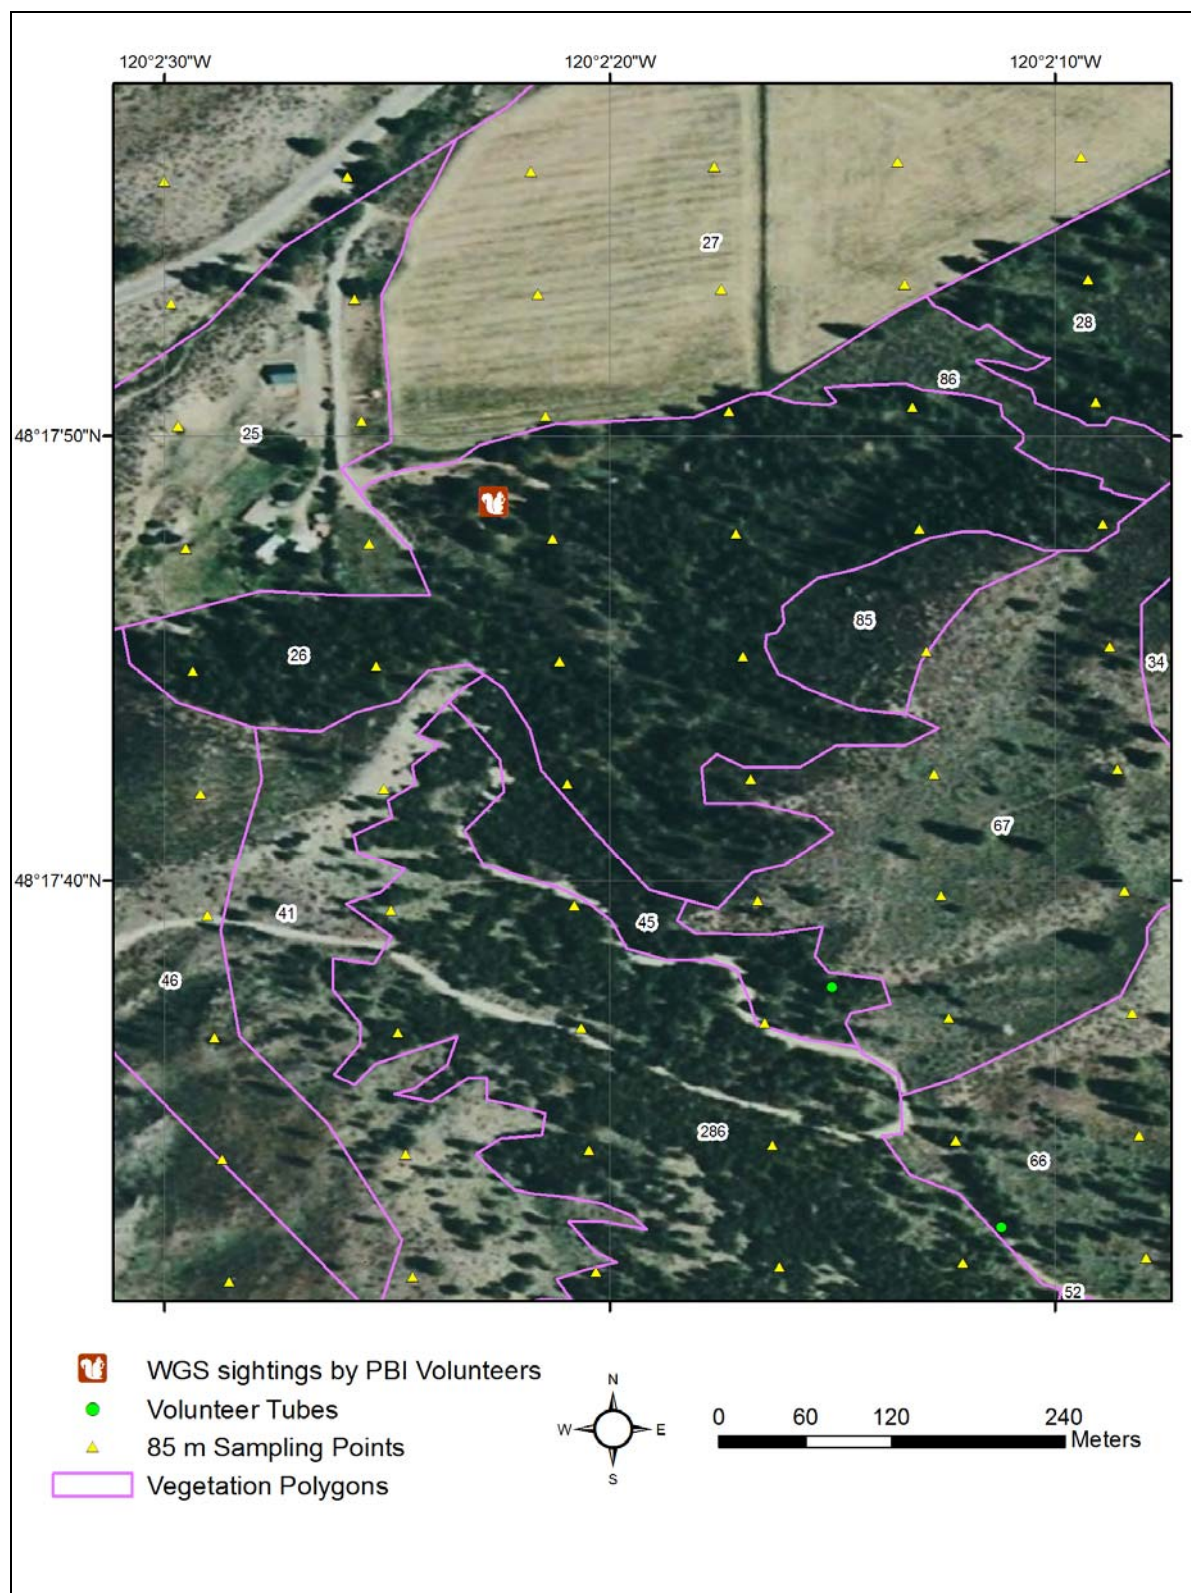 120°2'30"W 120°2'20"W 120°2'10"W
27
28
86
48°17'50"N
25
85
26
34
67
48°17'40"N
41
45
46
286
66
52
WGS sightings by PBI Volunteers
Volunteer Tubes
85 m Sampling Points
Vegetation Polygons
N
W E
S
0 60 120 240
Meters